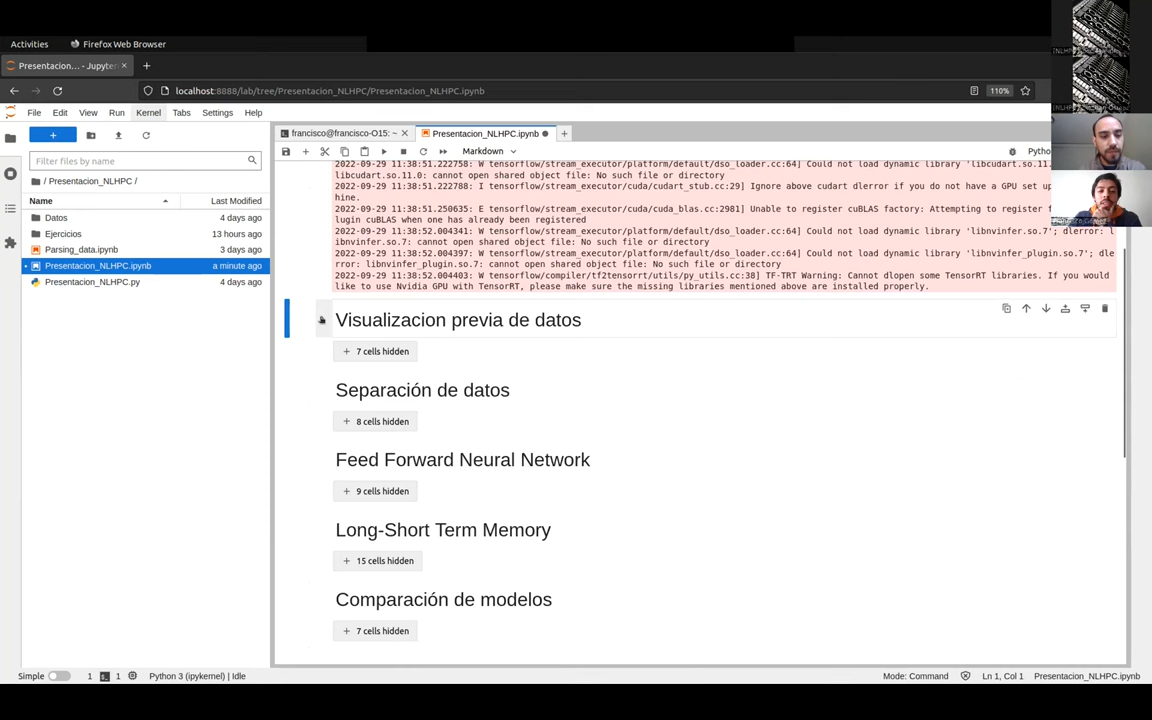 Activities Firefox Web Browser
Presentacion... - Jupyter
localhost:8888/lab/tree/Presentacion_NLHPC/Presentacion_NLHPC.ipynb 110%
File Edit View Run Kernel Tabs Settings Help
francisco@francisco-O15: ~ Presentacion_NLHPC.ipynb
Filter files by name
Markdown
/ Presentacion_NLHPC /
Name Last Modified
Datos 4 days ago
Ejercicios 13 hours ago
Parsing_data.ipynb 3 days ago
Presentacion_NLHPC.ipynb a minute ago
Presentacion_NLHPC.py 4 days ago
2022-09-29 11:38:51.222758: W tensorflow/stream_executor/platform/default/dso_loader.cc:64] Could not load dynamic library 'libcudart.so.11.
libcudart.so.11.0: cannot open shared object file: No such file or directory
2022-09-29 11:38:51.222788: I tensorflow/stream_executor/cuda/cudart_stub.cc:29] Ignore above cudart dlerror if you do not have a GPU set up
hine.
2022-09-29 11:38:51.250635: E tensorflow/stream_executor/cuda/cuda_blas.cc:2981] Unable to register cuBLAS factory: Attempting to register f
lugin cuBLAS when one has already been registered
2022-09-29 11:38:52.004341: W tensorflow/stream_executor/platform/default/dso_loader.cc:64] Could not load dynamic library 'libnvinfer.so.7'; dlerror: l
ibnvinfer.so.7: cannot open shared object file: No such file or directory
2022-09-29 11:38:52.004397: W tensorflow/stream_executor/platform/default/dso_loader.cc:64] Could not load dynamic library 'libnvinfer_plugin.so.7'; dle
rror: libnvinfer_plugin.so.7: cannot open shared object file: No such file or directory
2022-09-29 11:38:52.004403: W tensorflow/compiler/tf2tensorrt/utils/py_utils.cc:38] TF-TRT Warning: Cannot dlopen some TensorRT libraries. If you would
like to use Nvidia GPU with TensorRT, please make sure the missing libraries mentioned above are installed properly.
Visualizacion previa de datos
7 cells hidden
Separación de datos
8 cells hidden
Feed Forward Neural Network
9 cells hidden
Long-Short Term Memory
15 cells hidden
Comparación de modelos
7 cells hidden
Simple 1 1 Python 3 (ipykernel) | Idle Mode: Command Ln 1, Col 1 Presentacion_NLHPC.ipynb